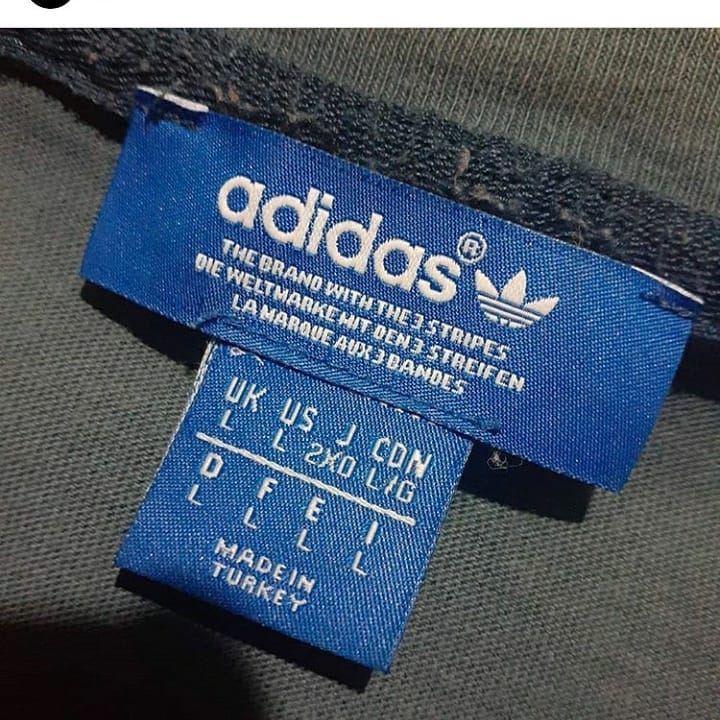 adidas®
THE BRAND WITH THE 3 STRIPES
DIE WELTMARKE MIT DEN 3 STREIFEN
LA MARQUE AUX 3 BANDES
UK US J CDN
L L 2XO L/G
D F E I
L L L L
MADE IN
TURKEY